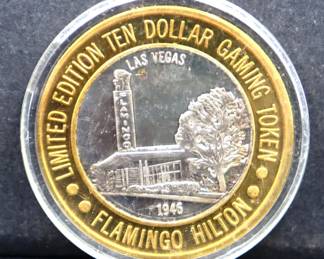 LIMITED EDITION TEN DOLLAR GAMING TOKEN
LAS VEGAS
FLAMINGO
1946
FLAMINGO HILTON